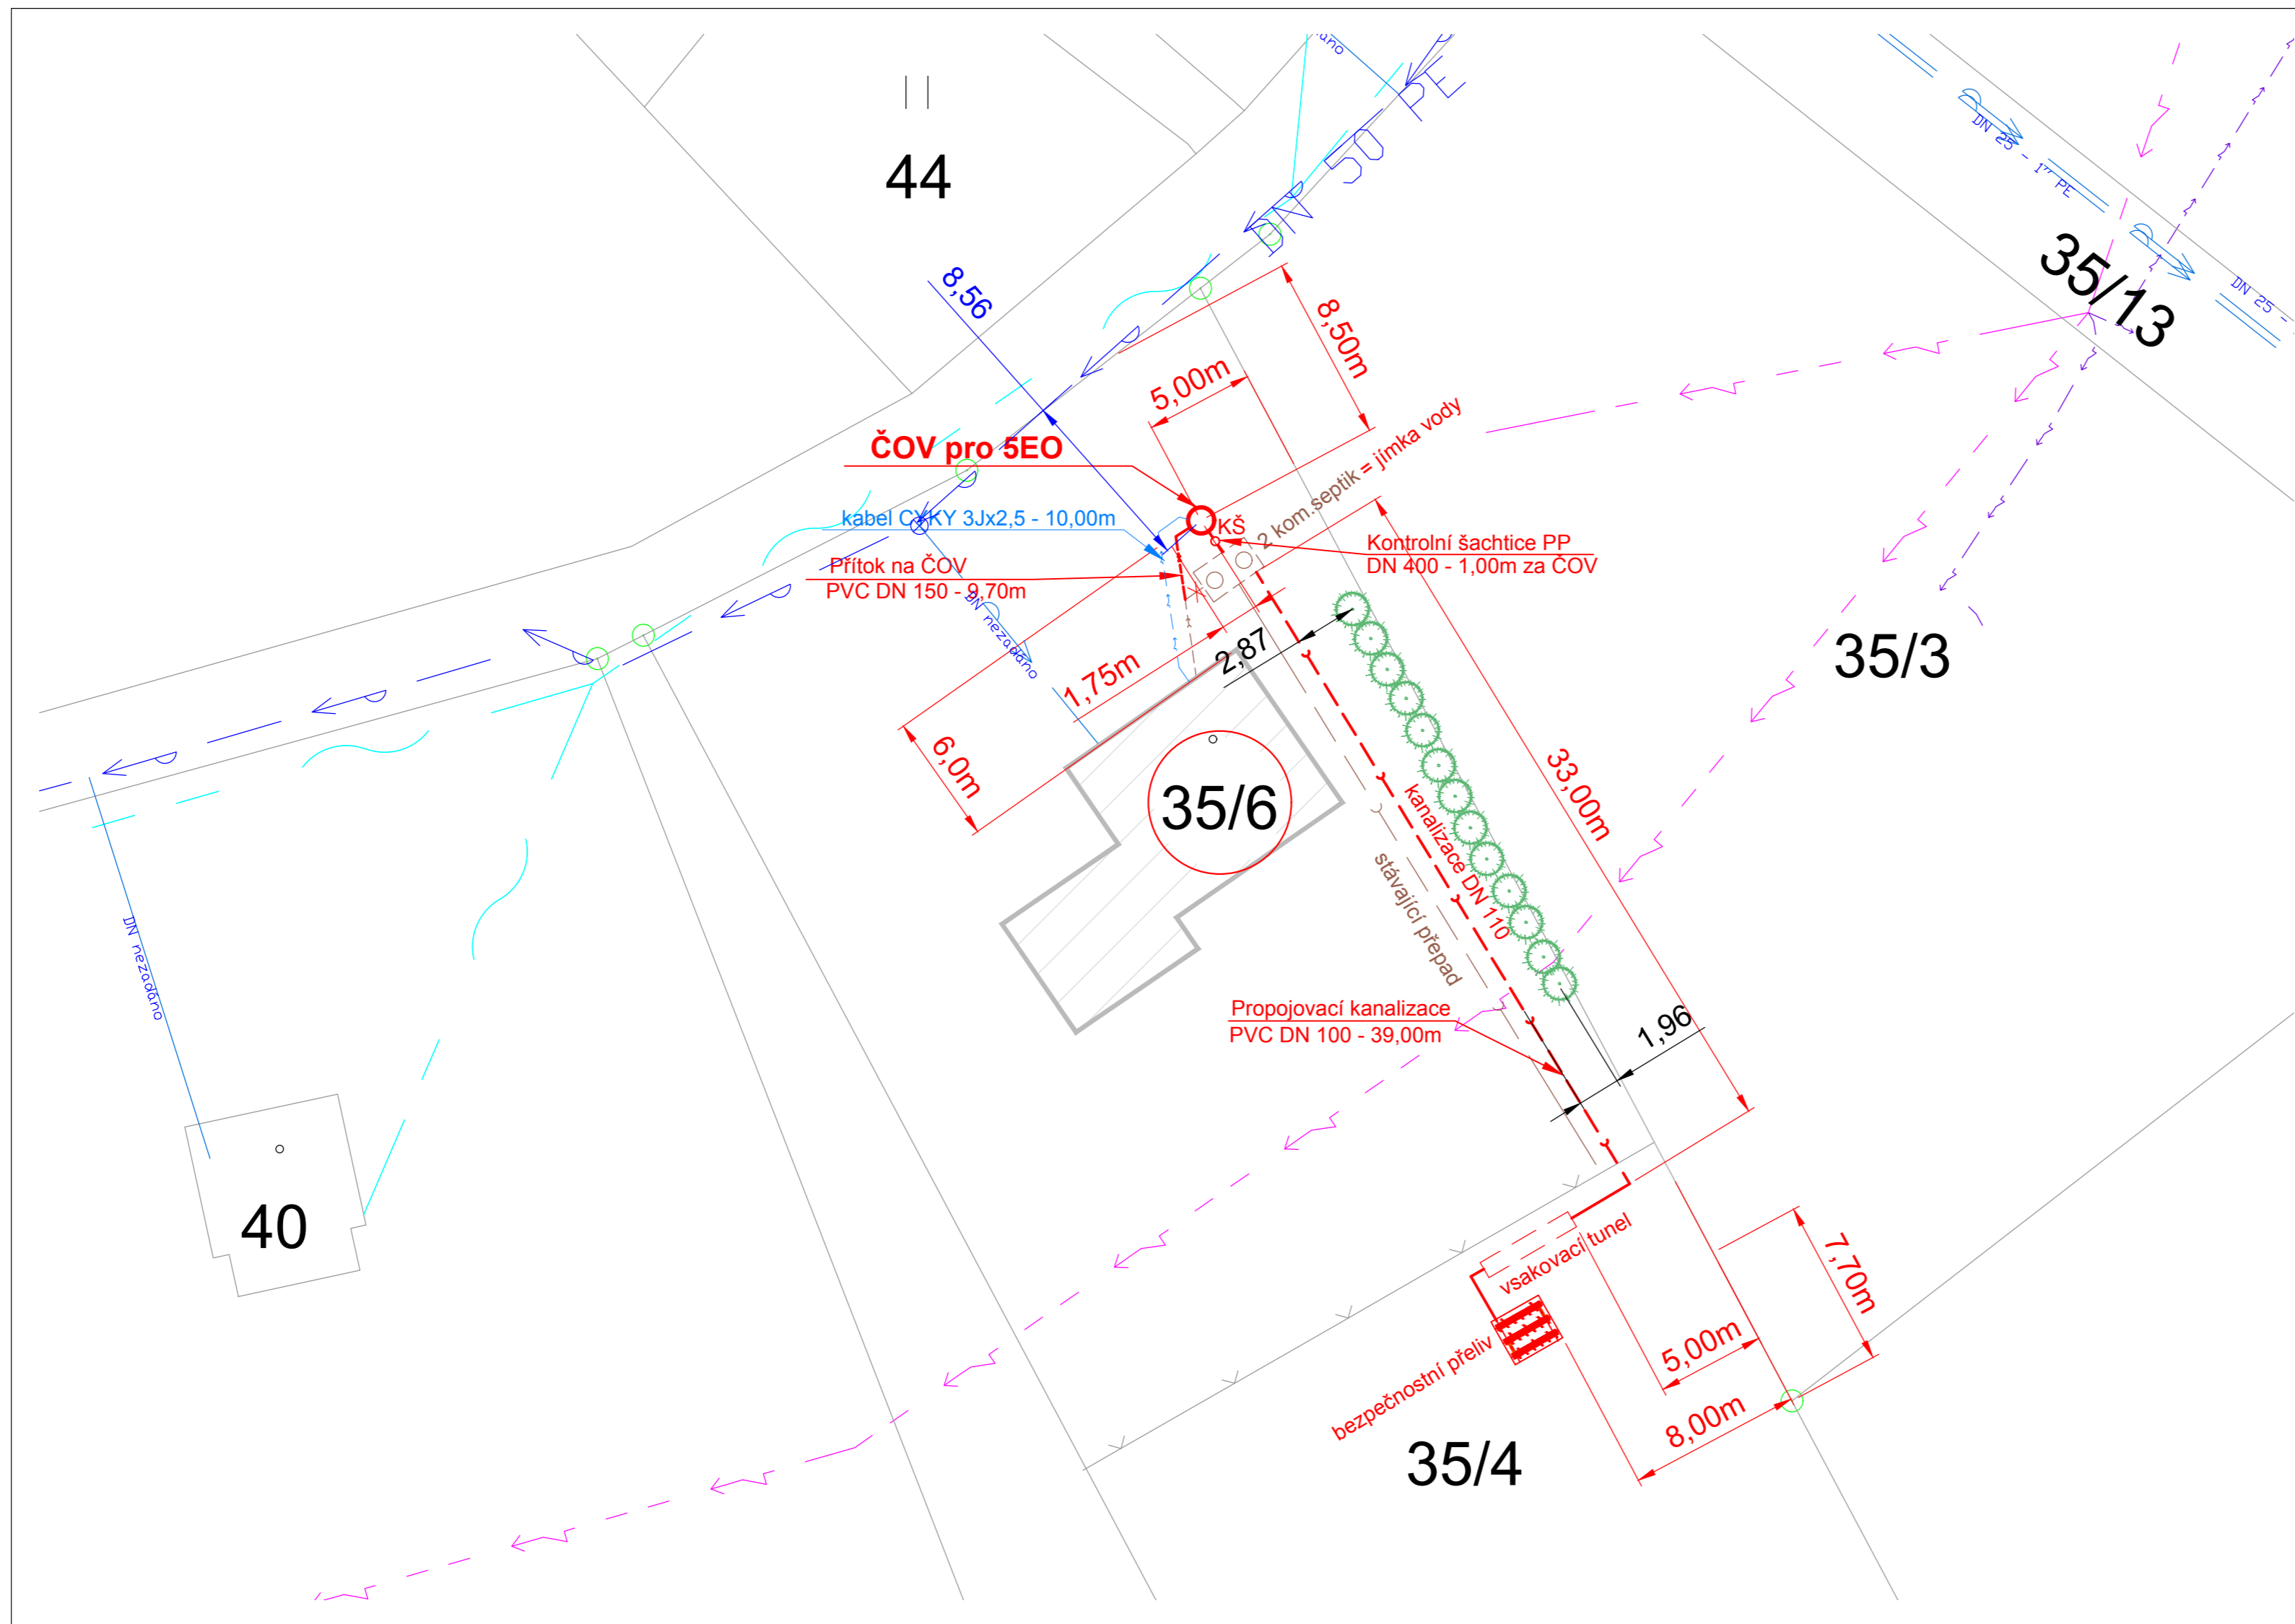 44
DN 50 PE
DN 25 - 1" PE
DN 25 -
35/13
8,56
8,50m
5,00m
ČOV pro 5EO
2 kom.septik = jímka vody
kabel CYKY 3Jx2,5 - 10,00m
KŠ
Kontrolní šachtice PP
DN 400 - 1,00m za ČOV
Přítok na ČOV
PVC DN 150 - 9,70m
DN nezadáno
35/3
2,87
1,75m
6,0m
35/6
33,00m
kanalizace DN 110
stávající přepad
DN nezadáno
Propojovací kanalizace
PVC DN 100 - 39,00m
1,96
40
vsakovací tunel
7,70m
bezpečnostní přeliv
5,00m
8,00m
35/4